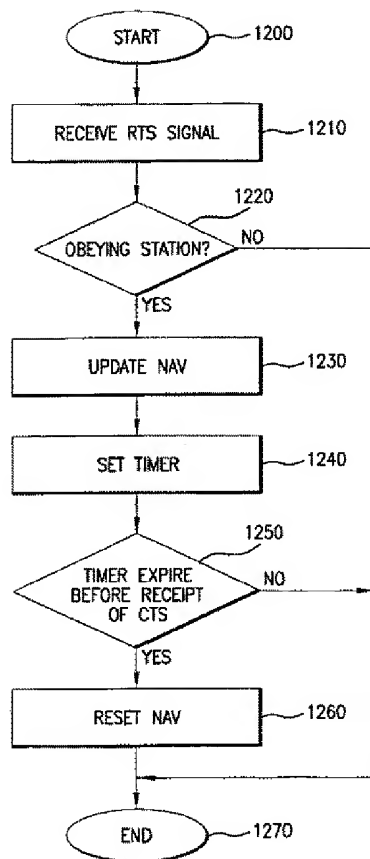 START
1200
RECEIVE RTS SIGNAL
1210
1220
OBEYING STATION?
NO
YES
UPDATE NAV
1230
SET TIMER
1240
1250
TIMER EXPIRE
BEFORE RECEIPT
OF CTS
NO
YES
RESET NAV
1260
END
1270